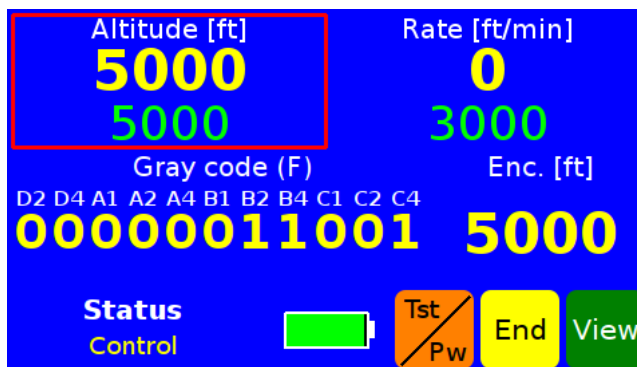 Altitude [ft] Rate [ft/min]
5000 0
5000 3000
Gray code (F) Enc. [ft]
D2 D4 A1 A2 A4 B1 B2 B4 C1 C2 C4
00000011001 5000
Status Tst
Control Pw End View